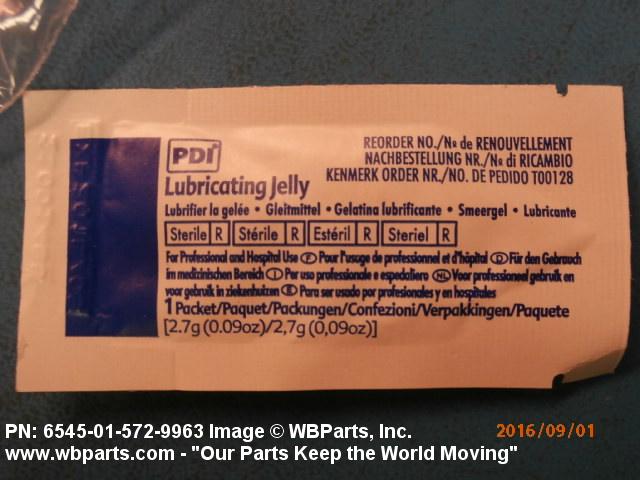 PDI
REORDER NO./Nº de RENOUVELLEMENT
NACHBESTELLUNG NR./Nº di RICAMBIO
KENMERK ORDER NR./NO. DE PEDIDO T00128
Lubricating Jelly
Lubrifier la gelée • Gleitmittel • Gelatina lubrificante • Smeergel • Lubricante
Sterile R Stérile R Estéril R Steriel R
For Professional and Hospital Use F Pour l'usage de professionnel et d'hôpital D Für den Gebrauch
im medizinischen Bereich I Per uso professionale e ospedaliero NL Voor professioneel gebruik en
voor gebruik in ziekenhuizen E Para ser usado por profesionales y en hospitales
1 Packet/Paquet/Packungen/Confezioni/Verpakkingen/Paquete
[2.7g (0.09oz)/2,7g (0,09oz)]
PN: 6545-01-572-9963 Image © WBParts, Inc.
2016/09/01
www.wbparts.com - "Our Parts Keep the World Moving"